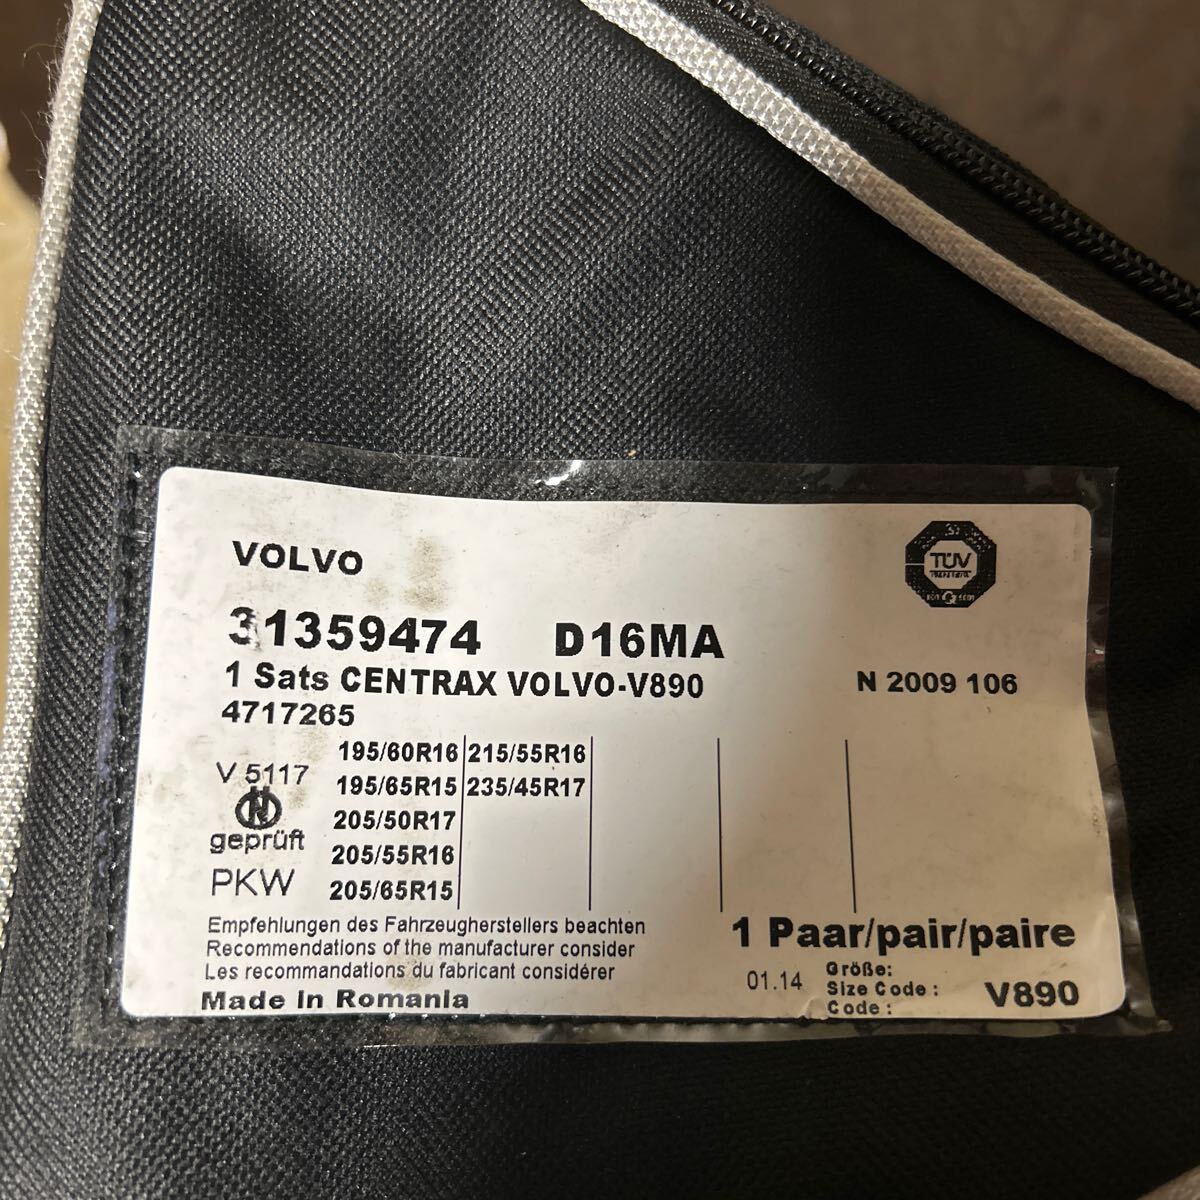 VOLVO
TÜV
31359474 D16MA
1 Sats CENTRAX VOLVO-V890 N 2009 106
4717265
V 5117
geprüft
PKW
195/60R16 215/55R16
195/65R15 235/45R17
205/50R17
205/55R16
205/65R15
Empfehlungen des Fahrzeugherstellers beachten
Recommendations of the manufacturer consider
Les recommandations du fabricant considérer
Made in Romania
1 Paar/pair/paire
01.14
Größe:
Size Code :
Code :
V890